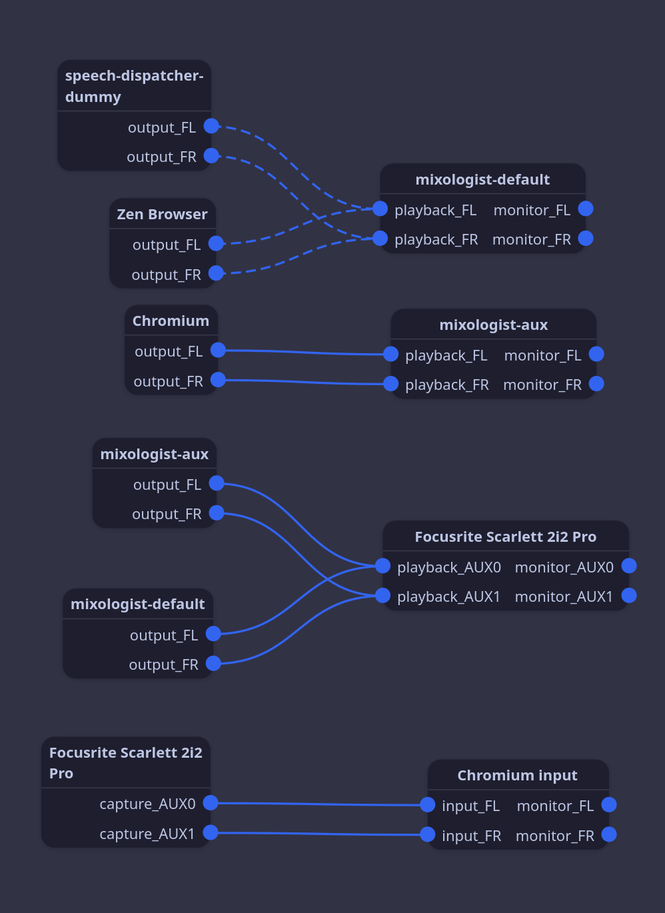 speech-dispatcher-
dummy
output_FL
output_FR
mixologist-default
playback_FL monitor_FL
playback_FR monitor_FR
Zen Browser
output_FL
output_FR
Chromium
output_FL
output_FR
mixologist-aux
playback_FL monitor_FL
playback_FR monitor_FR
mixologist-aux
output_FL
output_FR
Focusrite Scarlett 2i2 Pro
playback_AUX0 monitor_AUX0
playback_AUX1 monitor_AUX1
mixologist-default
output_FL
output_FR
Focusrite Scarlett 2i2
Pro
capture_AUX0
capture_AUX1
Chromium input
input_FL monitor_FL
input_FR monitor_FR